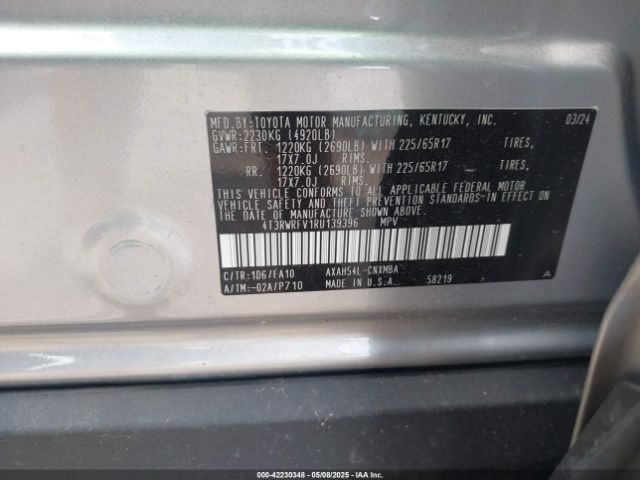 MFD.BY:TOYOTA MOTOR MANUFACTURING, KENTUCKY, INC. 03/24
GVWR:2230KG (4920LB)
GAWR:FRT. 1220KG (2690LB) WITH 225/65R17 TIRES,
17X7.0J RIMS.
RR. 1220KG (2690LB) WITH 225/65R17 TIRES,
17X7.0J RIMS.
THIS VEHICLE CONFORMS TO ALL APPLICABLE FEDERAL MOTOR
VEHICLE SAFETY AND THEFT PREVENTION STANDARDS IN EFFECT
ON THE DATE OF MANUFACTURE SHOWN ABOVE.
4T3RWRFV1RU139396 MPV
C/TR:1D6/FA10 AXAH54L-CNXMBA A
A/TM:-02A/P710 MADE IN U.S.A. 58219
000-42230348 - 05/08/2025 - IAA Inc.